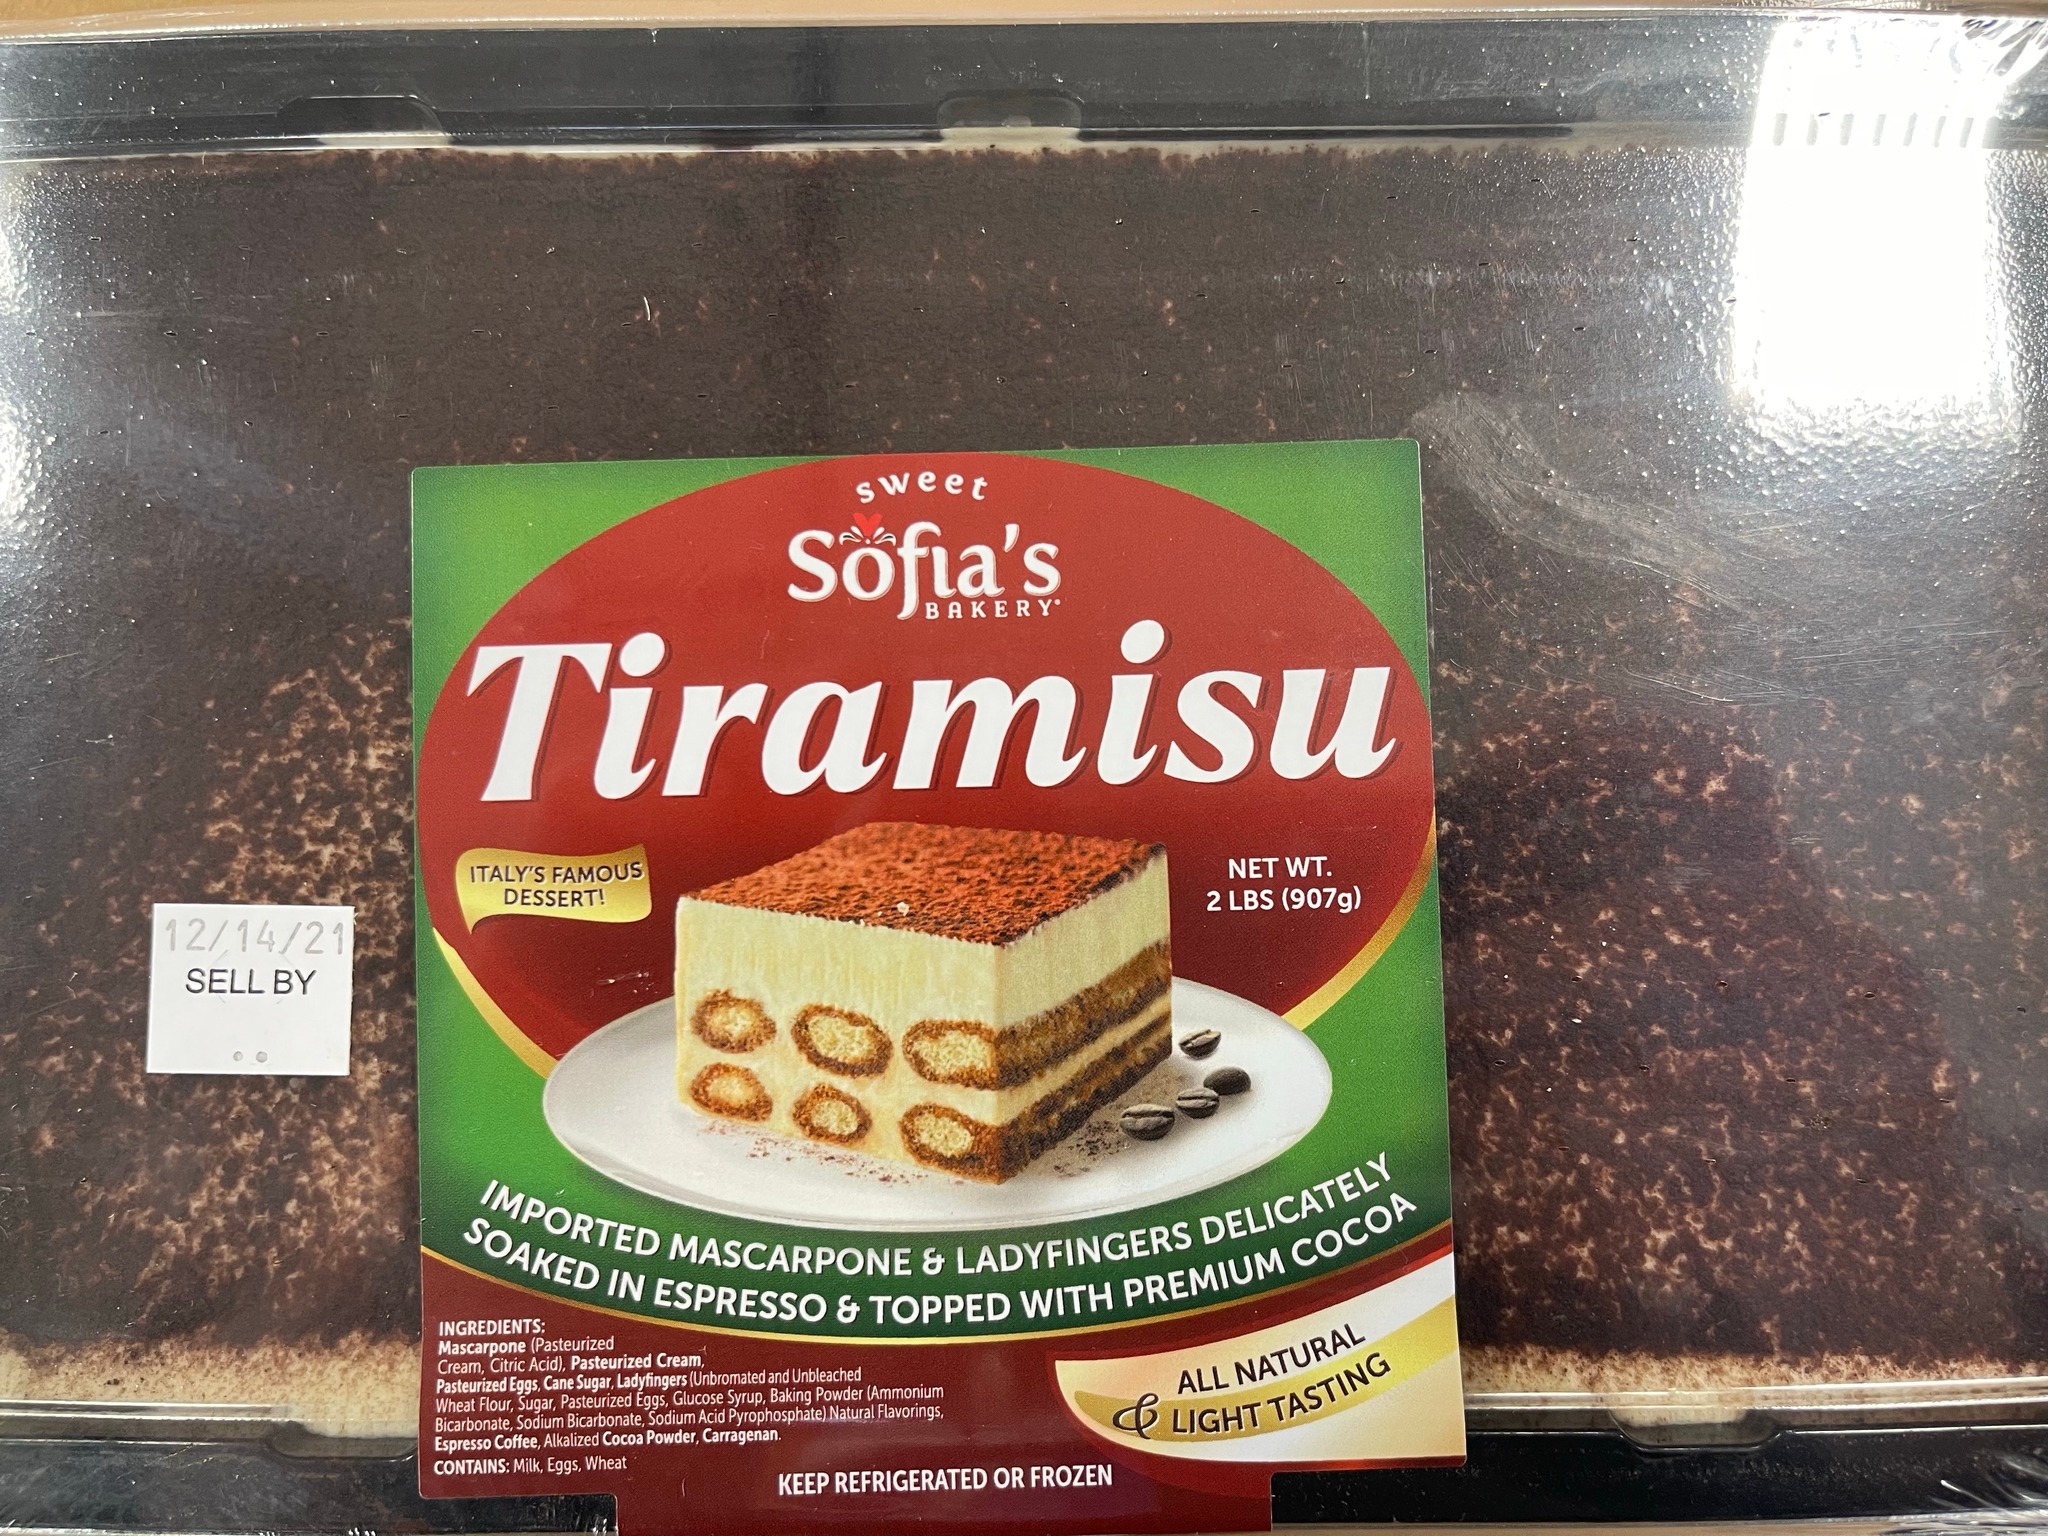 sweet
Sofia's
BAKERY®
Tiramisu
ITALY'S FAMOUS
DESSERT!
NET WT.
2 LBS (907g)
12/14/21
SELL BY
IMPORTED MASCARPONE & LADYFINGERS DELICATELY
SOAKED IN ESPRESSO & TOPPED WITH PREMIUM COCOA
INGREDIENTS:
Mascarpone (Pasteurized
Cream, Citric Acid), Pasteurized Cream,
Pasteurized Eggs, Cane Sugar, Ladyfingers (Unbromated and Unbleached
Wheat Flour, Sugar, Pasteurized Eggs, Glucose Syrup, Baking Powder (Ammonium
Bicarbonate, Sodium Bicarbonate, Sodium Acid Pyrophosphate) Natural Flavorings,
Espresso Coffee, Alkalized Cocoa Powder, Carragenan.
CONTAINS: Milk, Eggs, Wheat
ALL NATURAL
& LIGHT TASTING
KEEP REFRIGERATED OR FROZEN